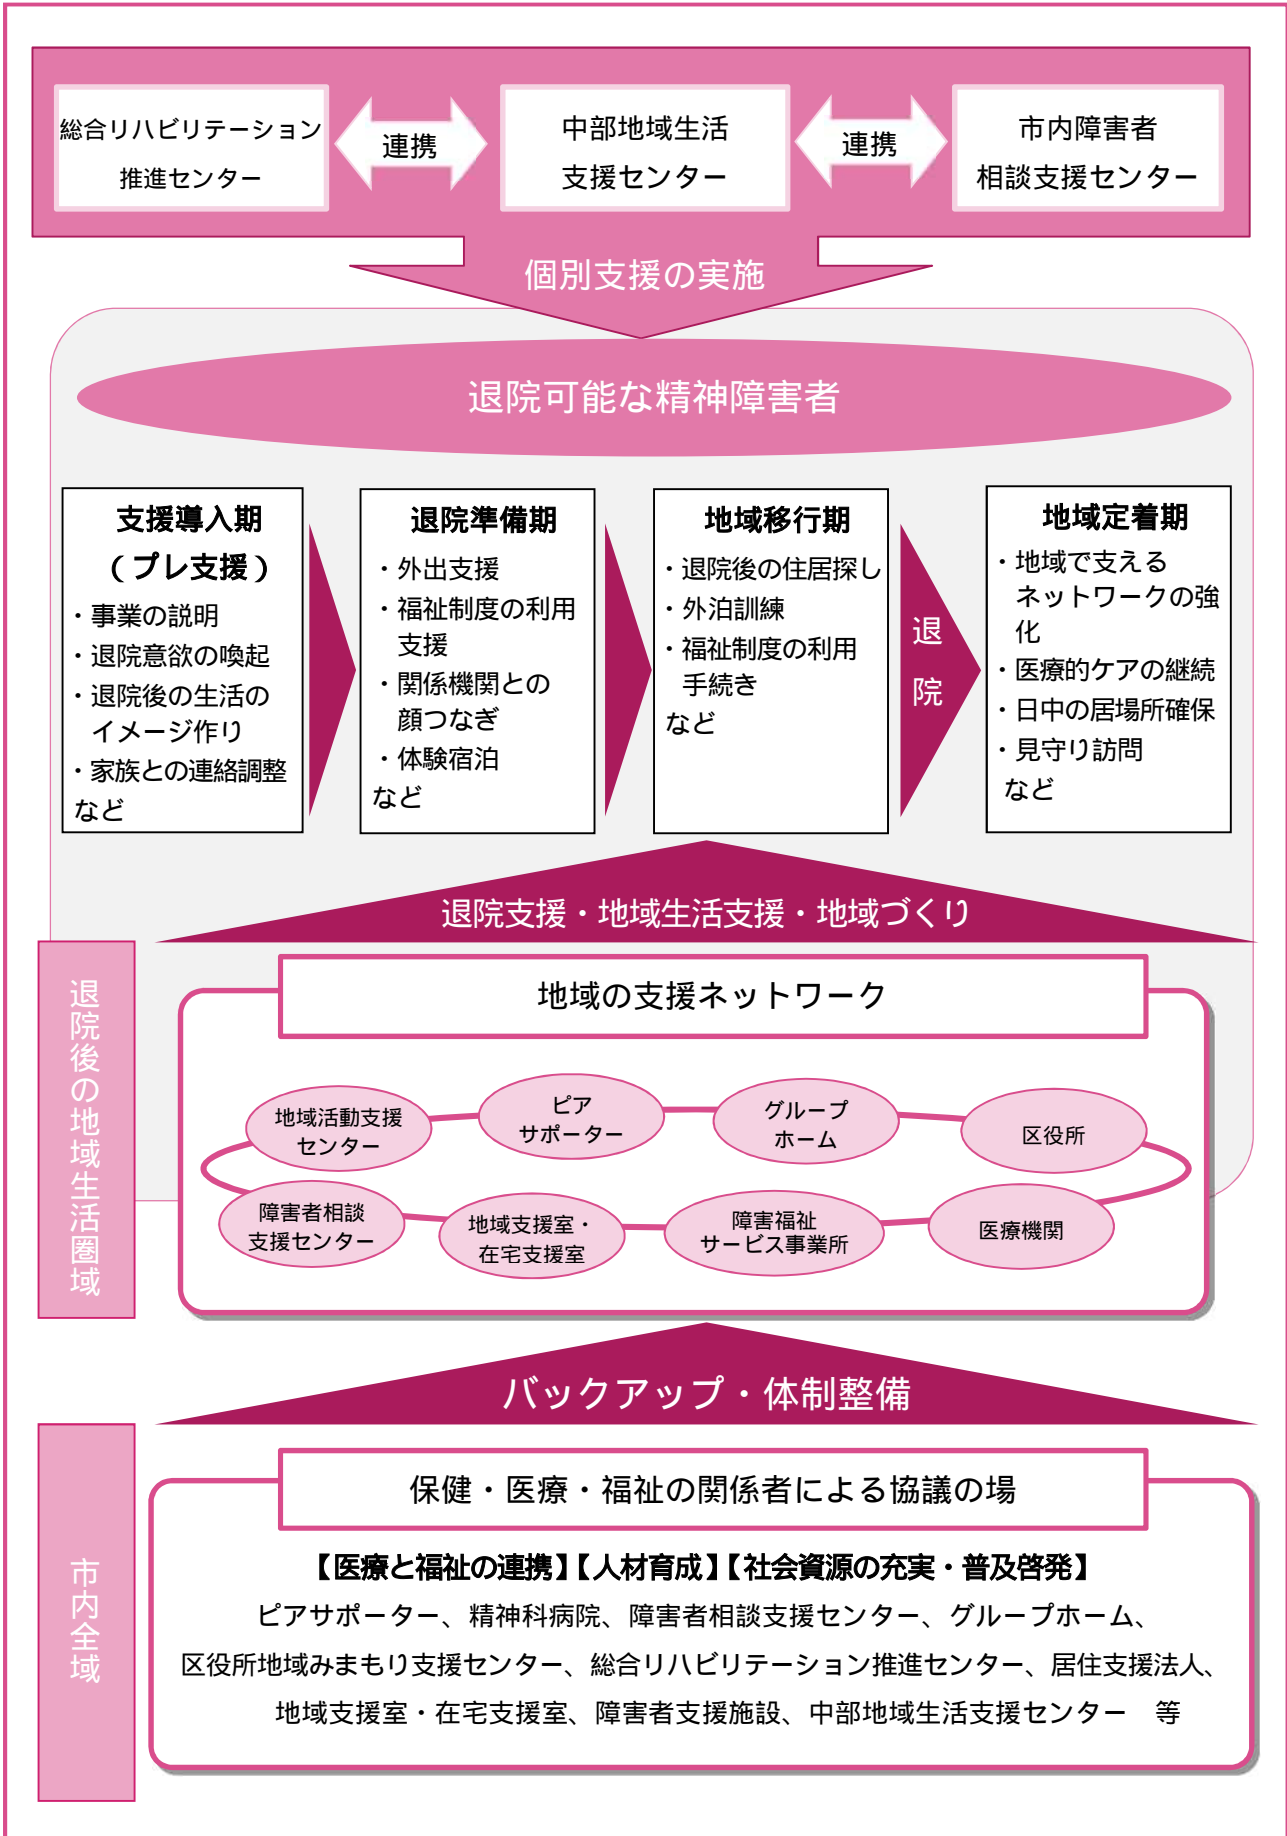 総合リハビリテーション
推進センター
連携
中部地域生活
支援センター
連携
市内障害者
相談支援センター
個別支援の実施
退院可能な精神障害者
支援導入期
（プレ支援）
・事業の説明
・退院意欲の喚起
・退院後の生活の
イメージ作り
・家族との連絡調整
など
退院準備期
・外出支援
・福祉制度の利用
支援
・関係機関との
顔つなぎ
・体験宿泊
など
地域移行期
・退院後の住居探し
・外泊訓練
・福祉制度の利用
手続き
など
退院
地域定着期
・地域で支える
ネットワークの強
化
・医療的ケアの継続
・日中の居場所確保
・見守り訪問
など
退院支援・地域生活支援・地域づくり
退院後の地域生活圏域
地域の支援ネットワーク
地域活動支援
センター
ピア
サポーター
グループ
ホーム
区役所
障害者相談
支援センター
地域支援室・
在宅支援室
障害福祉
サービス事業所
医療機関
バックアップ・体制整備
市内全域
保健・医療・福祉の関係者による協議の場
【医療と福祉の連携】【人材育成】【社会資源の充実・普及啓発】
ピアサポーター、精神科病院、障害者相談支援センター、グループホーム、
区役所地域みまもり支援センター、総合リハビリテーション推進センター、居住支援法人、
地域支援室・在宅支援室、障害者支援施設、中部地域生活支援センター　等